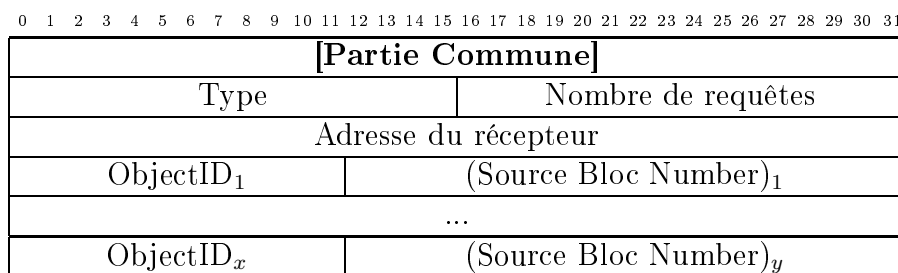 0 1 2 3 4 5 6 7 8 9 10 11 12 13 14 15 16 17 18 19 20 21 22 23 24 25 26 27 28 29 30 31
[Partie Commune]
Type Nombre de requêtes
Adresse du récepteur
ObjectID₁ (Source Bloc Number)₁
...
ObjectIDₓ (Source Bloc Number)y